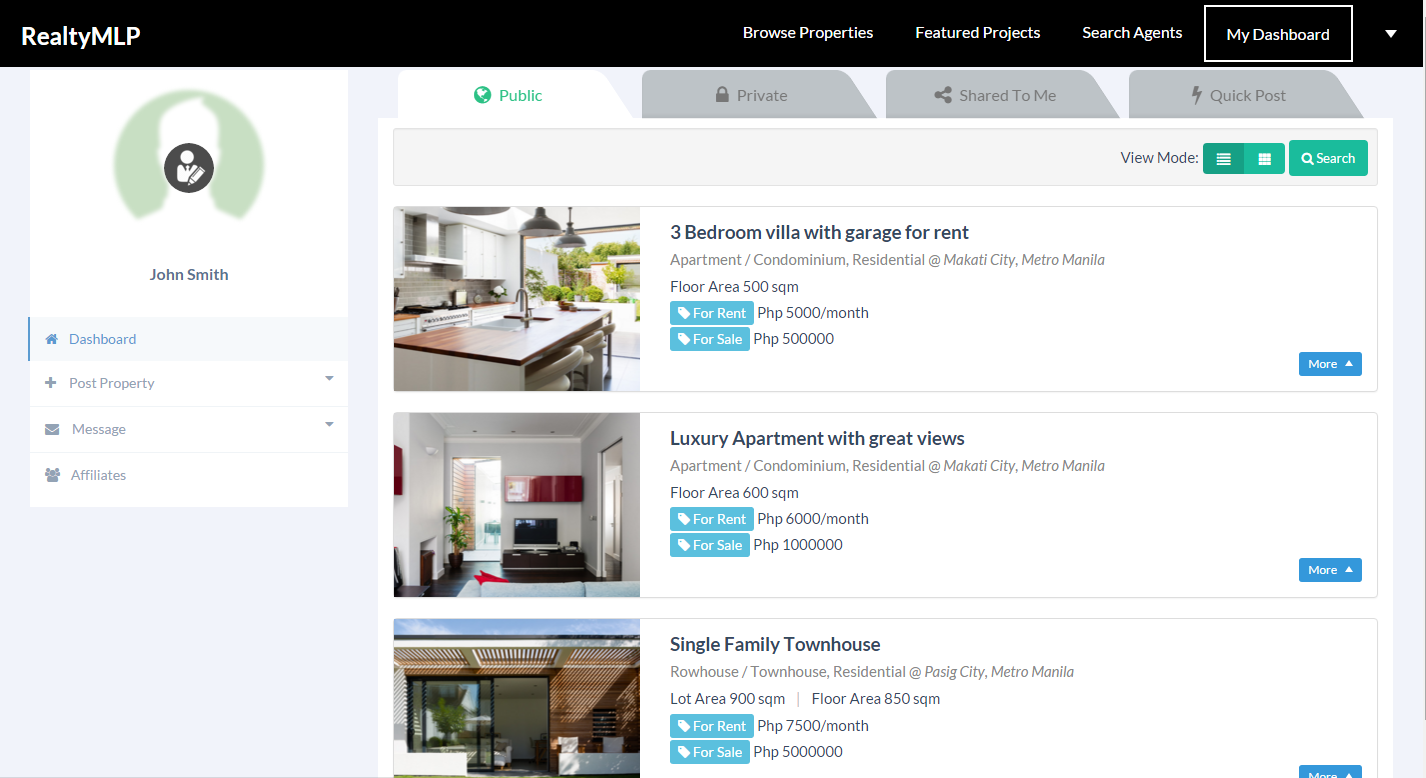 RealtyMLP
Browse Properties
Featured Projects
Search Agents
My Dashboard
John Smith
Dashboard
Post Property
Message
Affiliates
Public
Private
Shared To Me
Quick Post
View Mode:
Search
3 Bedroom villa with garage for rent
Apartment / Condominium, Residential @ Makati City, Metro Manila
Floor Area 500 sqm
For Rent Php 5000/month
For Sale Php 500000
More
Luxury Apartment with great views
Apartment / Condominium, Residential @ Makati City, Metro Manila
Floor Area 600 sqm
For Rent Php 6000/month
For Sale Php 1000000
More
Single Family Townhouse
Rowhouse / Townhouse, Residential @ Pasig City, Metro Manila
Lot Area 900 sqm | Floor Area 850 sqm
For Rent Php 7500/month
For Sale Php 5000000
More